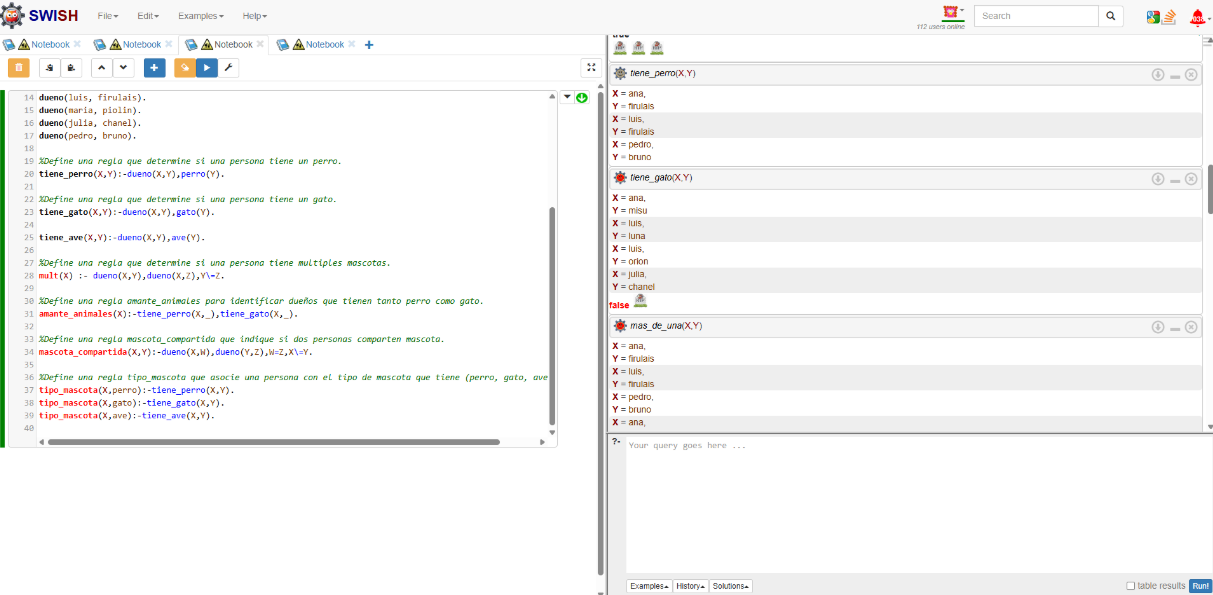 SWISH File Edit Examples Help 112 users online Search
Notebook Notebook Notebook Notebook
14 dueno(luis, firulais).
15 dueno(maria, piolin).
16 dueno(julia, chanel).
17 dueno(pedro, bruno).
18
19 %Define una regla que determine si una persona tiene un perro.
20 tiene_perro(X,Y):-dueno(X,Y),perro(Y).
21
22 %Define una regla que determine si una persona tiene un gato.
23 tiene_gato(X,Y):-dueno(X,Y),gato(Y).
24
25 tiene_ave(X,Y):-dueno(X,Y),ave(Y).
26
27 %Define una regla que determine si una persona tiene multiples mascotas.
28 mult(X) :- dueno(X,Y),dueno(X,Z),Y\=Z.
29
30 %Define una regla amante_animales para identificar dueños que tienen tanto perro como gato.
31 amante_animales(X):-tiene_perro(X,_),tiene_gato(X,_).
32
33 %Define una regla mascota_compartida que indique si dos personas comparten mascota.
34 mascota_compartida(X,Y):-dueno(X,W),dueno(Y,Z),W=Z,X\=Y.
35
36 %Define una regla tipo_mascota que asocie una persona con el tipo de mascota que tiene (perro, gato, ave
37 tipo_mascota(X,perro):-tiene_perro(X,Y).
38 tipo_mascota(X,gato):-tiene_gato(X,Y).
39 tipo_mascota(X,ave):-tiene_ave(X,Y).
40
true
tiene_perro(X,Y)
X = ana,
Y = firulais
X = luis,
Y = firulais
X = pedro,
Y = bruno
tiene_gato(X,Y)
X = ana,
Y = misu
X = luis,
Y = luna
X = luis,
Y = orion
X = julia,
Y = chanel
false
mas_de_una(X,Y)
X = ana,
Y = firulais
X = luis,
Y = firulais
X = pedro,
Y = bruno
X = ana,
?- Your query goes here ...
Examples History Solutions table results Run!